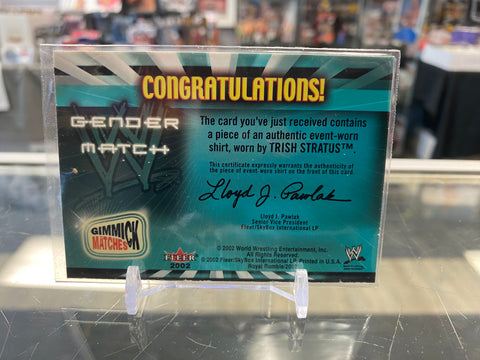 CONGRATULATIONS!
GENDER
MATCH
The card you've just received contains
a piece of an authentic event-worn
shirt, worn by TRISH STRATUS™.
This certificate expressly warrants the authenticity of
the piece of event-worn shirt on the front of this card.
Lloyd J. Pawlak
Lloyd J. Pawlak
Senior Vice President
Fleer/SkyBox International LP
GIMMICK
MATCHES
FLEER
2002
© 2002 World Wrestling Entertainment, Inc.
All Rights Reserved.
© 2002 Fleer/SkyBox International LP. Printed in U.S.A.
Royal Rumble/